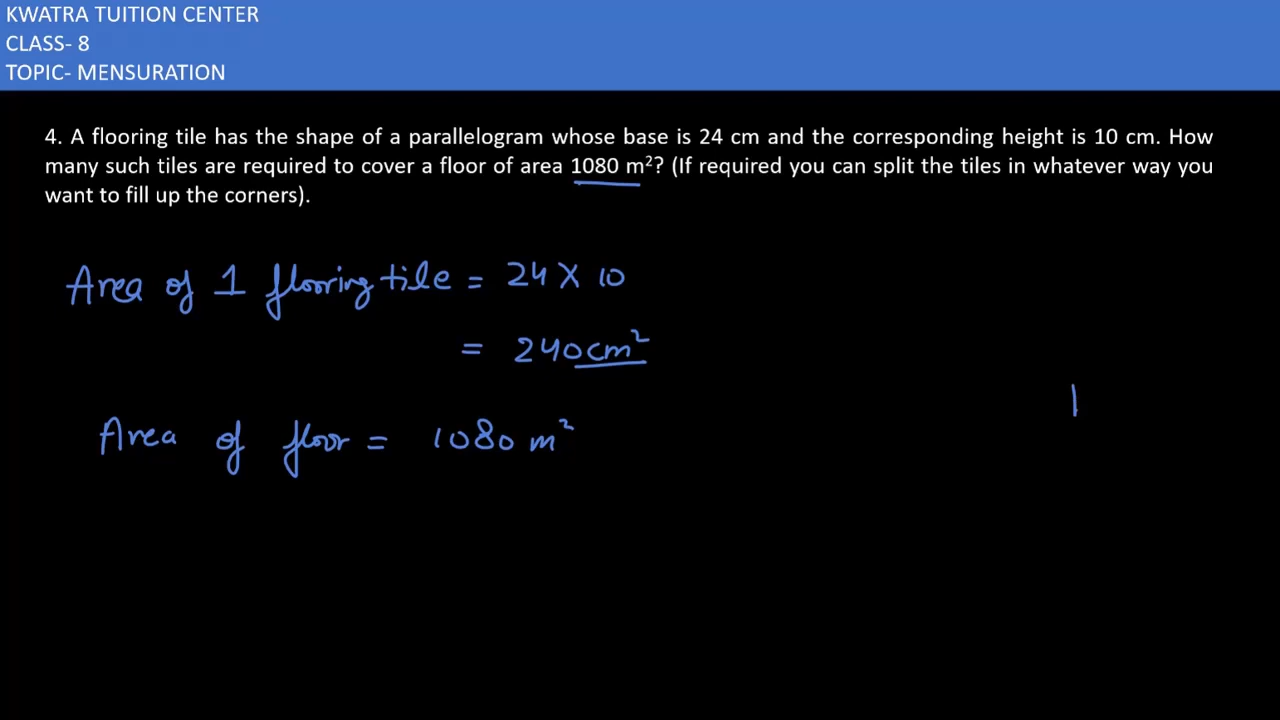 KWATRA TUITION CENTER
CLASS- 8
TOPIC- MENSURATION
4. A flooring tile has the shape of a parallelogram whose base is 24 cm and the corresponding height is 10 cm. How
many such tiles are required to cover a floor of area 1080 m²? (If required you can split the tiles in whatever way you
want to fill up the corners).
Area of 1 flooring tile = 24 X 10
= 240cm²
Area of floor = 1080 m²
1